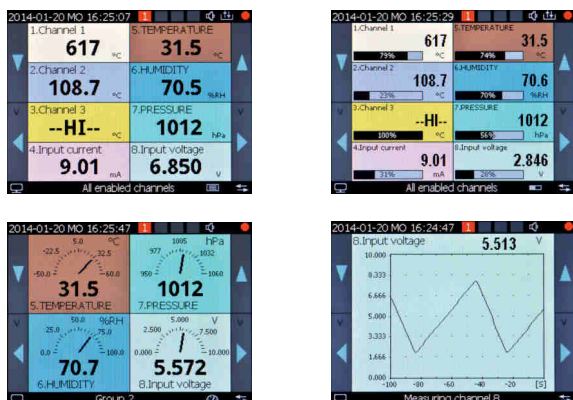 2014-01-20 MO 16:25:07 1
1.Channel 1
617 °C
5.TEMPERATURE
31.5 °C
2.Channel 2
108.7 °C
6.HUMIDITY
70.5 %RH
3.Channel 3
--HI-- °C
7.PRESSURE
1012 hPa
4.Input current
9.01 mA
8.Input voltage
6.850 V
All enabled channels
2014-01-20 MO 16:25:29 1
1.Channel 1
617 °C
79%
5.TEMPERATURE
31.5 °C
74%
2.Channel 2
108.7 °C
23%
6.HUMIDITY
70.6 %RH
70%
3.Channel 3
--HI-- °C
100%
7.PRESSURE
1012 hPa
56%
4.Input current
9.01 mA
31%
8.Input voltage
2.846 V
28%
All enabled channels
2014-01-20 MO 16:25:47 1
5.0 °C
-22.5 32.5
-50.0 60.0
31.5
5.TEMPERATURE
1005 hPa
977 1032
950 1060
1012
7.PRESSURE
50.0 %RH
25.0 75.0
0.0 100.0
70.7
6.HUMIDITY
5.000 V
2.500 7.500
0.000 10.000
5.572
8.Input voltage
Group 2
2014-01-20 MO 16:24:47 1
8.Input voltage 5.513 V
10.000
8.333
6.666
5.000
3.333
1.666
0.000
-100 -80 -60 -40 -20 [S]
Measuring channel 8